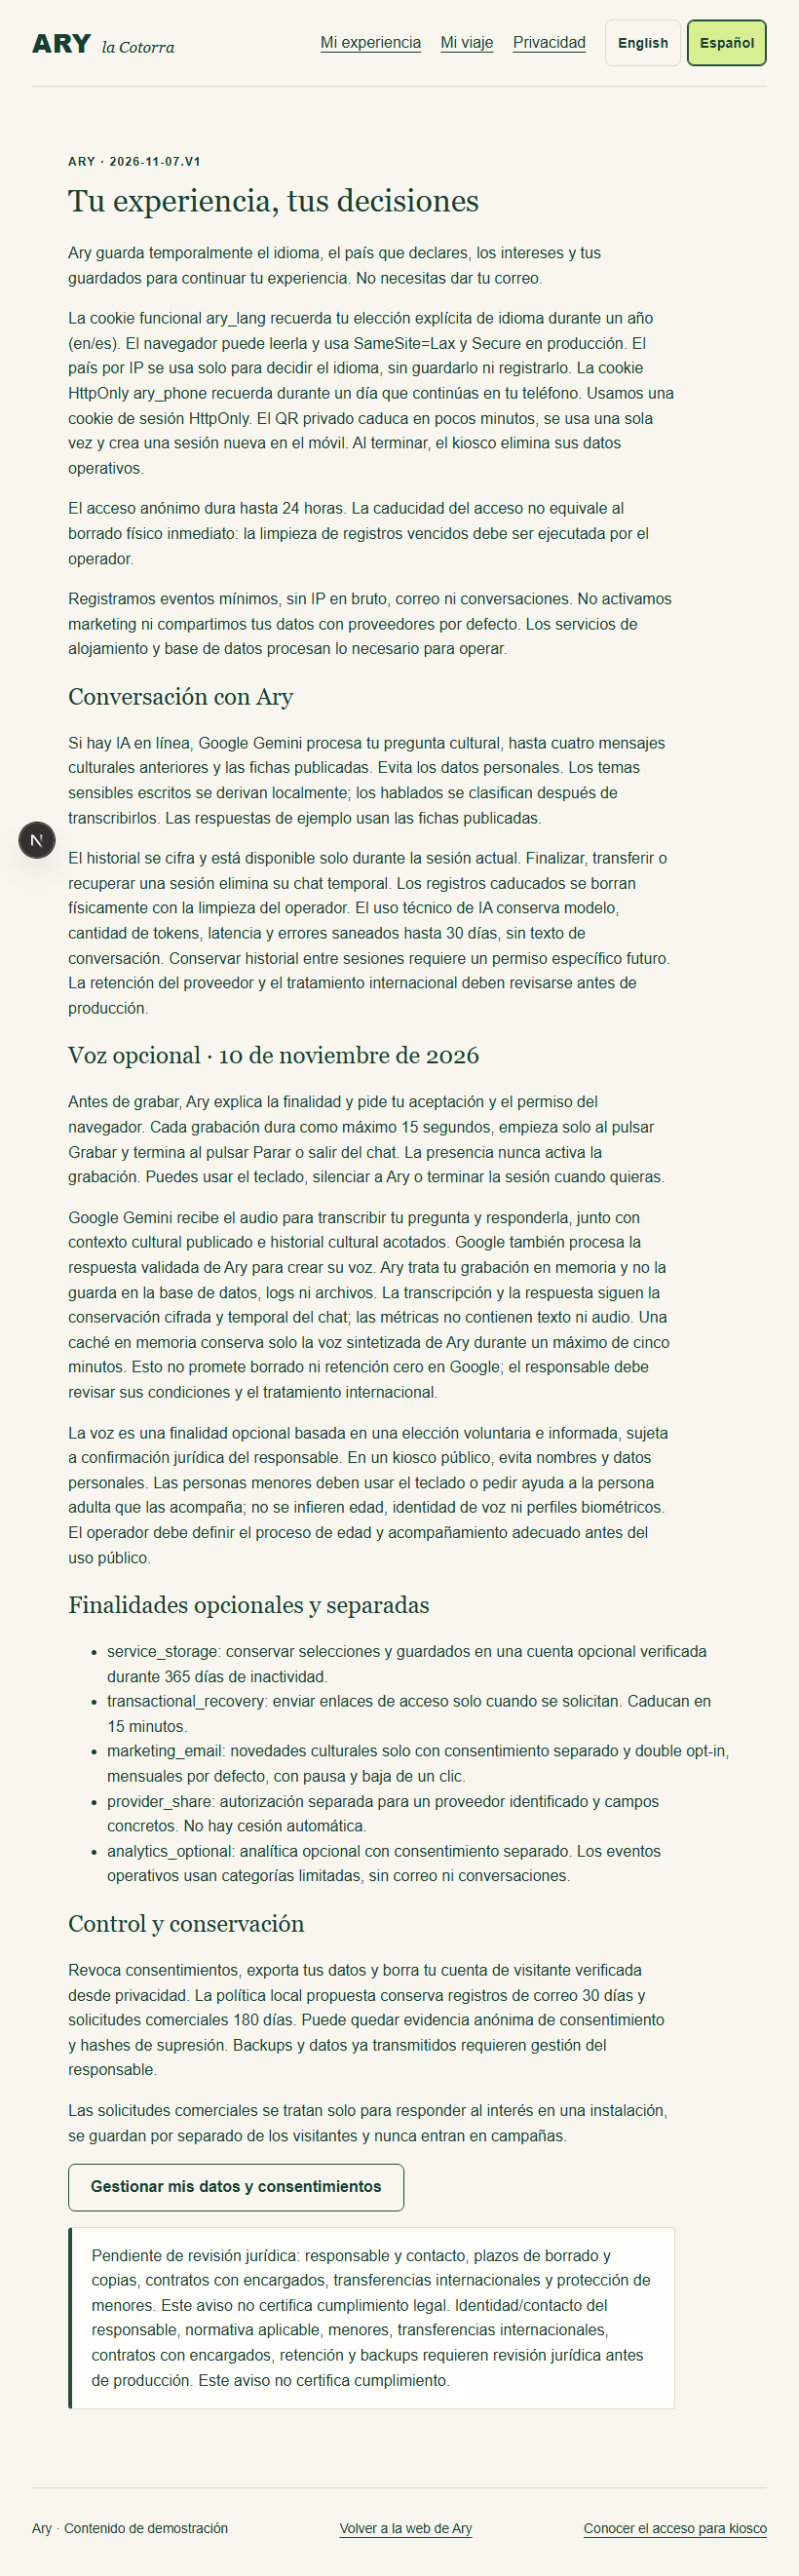 ARY la Cotorra
Mi experiencia
Mi viaje
Privacidad
English
Español
ARY · 2026-11-07.V1
Tu experiencia, tus decisiones
Ary guarda temporalmente el idioma, el país que declares, los intereses y tus
guardados para continuar tu experiencia. No necesitas dar tu correo.
La cookie funcional ary_lang recuerda tu elección explícita de idioma durante un año
(en/es). El navegador puede leerla y usa SameSite=Lax y Secure en producción. El
país por IP se usa solo para decidir el idioma, sin guardarlo ni registrarlo. La cookie
HttpOnly ary_phone recuerda durante un día que continúas en tu teléfono. Usamos una
cookie de sesión HttpOnly. El QR privado caduca en pocos minutos, se usa una sola
vez y crea una sesión nueva en el móvil. Al terminar, el kiosco elimina sus datos
operativos.
El acceso anónimo dura hasta 24 horas. La caducidad del acceso no equivale al
borrado físico inmediato: la limpieza de registros vencidos debe ser ejecutada por el
operador.
Registramos eventos mínimos, sin IP en bruto, correo ni conversaciones. No activamos
marketing ni compartimos tus datos con proveedores por defecto. Los servicios de
alojamiento y base de datos procesan lo necesario para operar.
Conversación con Ary
Si hay IA en línea, Google Gemini procesa tu pregunta cultural, hasta cuatro mensajes
culturales anteriores y las fichas publicadas. Evita los datos personales. Los temas
sensibles escritos se derivan localmente; los hablados se clasifican después de
transcribirlos. Las respuestas de ejemplo usan las fichas publicadas.
N
El historial se cifra y está disponible solo durante la sesión actual. Finalizar, transferir o
recuperar una sesión elimina su chat temporal. Los registros caducados se borran
físicamente con la limpieza del operador. El uso técnico de IA conserva modelo,
cantidad de tokens, latencia y errores saneados hasta 30 días, sin texto de
conversación. Conservar historial entre sesiones requiere un permiso específico futuro.
La retención del proveedor y el tratamiento internacional deben revisarse antes de
producción.
Voz opcional · 10 de noviembre de 2026
Antes de grabar, Ary explica la finalidad y pide tu aceptación y el permiso del
navegador. Cada grabación dura como máximo 15 segundos, empieza solo al pulsar
Grabar y termina al pulsar Parar o salir del chat. La presencia nunca activa la
grabación. Puedes usar el teclado, silenciar a Ary o terminar la sesión cuando quieras.
Google Gemini recibe el audio para transcribir tu pregunta y responderla, junto con
contexto cultural publicado e historial cultural acotados. Google también procesa la
respuesta validada de Ary para crear su voz. Ary trata tu grabación en memoria y no la
guarda en la base de datos, logs ni archivos. La transcripción y la respuesta siguen la
conservación cifrada y temporal del chat; las métricas no contienen texto ni audio. Una
caché en memoria conserva solo la voz sintetizada de Ary durante un máximo de cinco
minutos. Esto no promete borrado ni retención cero en Google; el responsable debe
revisar sus condiciones y el tratamiento internacional.
La voz es una finalidad opcional basada en una elección voluntaria e informada, sujeta
a confirmación jurídica del responsable. En un kiosco público, evita nombres y datos
personales. Las personas menores deben usar el teclado o pedir ayuda a la persona
adulta que las acompaña; no se infieren edad, identidad de voz ni perfiles biométricos.
El operador debe definir el proceso de edad y acompañamiento adecuado antes del
uso público.
Finalidades opcionales y separadas
• service_storage: conservar selecciones y guardados en una cuenta opcional verificada
durante 365 días de inactividad.
• transactional_recovery: enviar enlaces de acceso solo cuando se solicitan. Caducan en
15 minutos.
• marketing_email: novedades culturales solo con consentimiento separado y double opt-in,
mensuales por defecto, con pausa y baja de un clic.
• provider_share: autorización separada para un proveedor identificado y campos
concretos. No hay cesión automática.
• analytics_optional: analítica opcional con consentimiento separado. Los eventos
operativos usan categorías limitadas, sin correo ni conversaciones.
Control y conservación
Revoca consentimientos, exporta tus datos y borra tu cuenta de visitante verificada
desde privacidad. La política local propuesta conserva registros de correo 30 días y
solicitudes comerciales 180 días. Puede quedar evidencia anónima de consentimiento
y hashes de supresión. Backups y datos ya transmitidos requieren gestión del
responsable.
Las solicitudes comerciales se tratan solo para responder al interés en una instalación,
se guardan por separado de los visitantes y nunca entran en campañas.
Gestionar mis datos y consentimientos
Pendiente de revisión jurídica: responsable y contacto, plazos de borrado y
copias, contratos con encargados, transferencias internacionales y protección de
menores. Este aviso no certifica cumplimiento legal. Identidad/contacto del
responsable, normativa aplicable, menores, transferencias internacionales,
contratos con encargados, retención y backups requieren revisión jurídica antes
de producción. Este aviso no certifica cumplimiento.
Ary · Contenido de demostración
Volver a la web de Ary
Conocer el acceso para kiosco